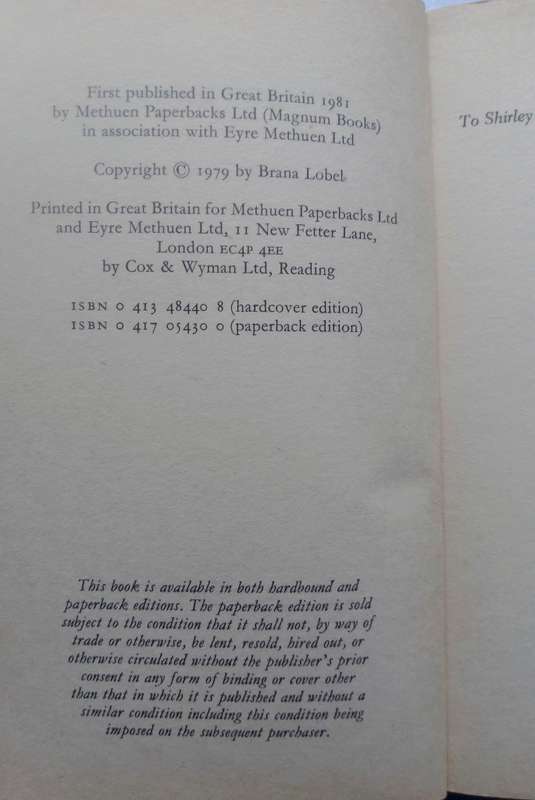 First published in Great Britain 1981
by Methuen Paperbacks Ltd (Magnum Books)
in association with Eyre Methuen Ltd
Copyright © 1979 by Brana Lobel
Printed in Great Britain for Methuen Paperbacks Ltd
and Eyre Methuen Ltd, 11 New Fetter Lane,
London EC4P 4EE
by Cox & Wyman Ltd, Reading
ISBN 0 413 48440 8 (hardcover edition)
ISBN 0 417 05430 0 (paperback edition)
This book is available in both hardbound and
paperback editions. The paperback edition is sold
subject to the condition that it shall not, by way of
trade or otherwise, be lent, resold, hired out, or
otherwise circulated without the publisher's prior
consent in any form of binding or cover other
than that in which it is published and without a
similar condition including this condition being
imposed on the subsequent purchaser.
To Shirley